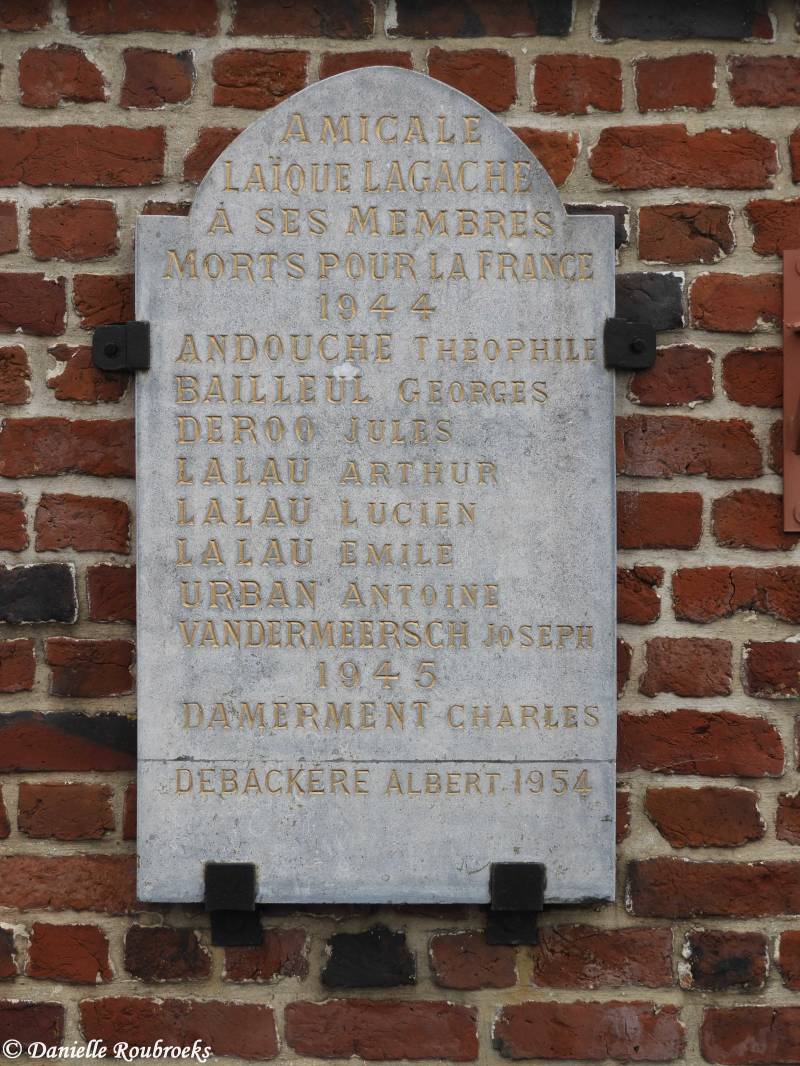 AMICALE
LAÏQUE LAGACHE
A SES MEMBRES
MORTS POUR LA FRANCE
1944
ANDOUCHE THEOPHILE
BAILLEUL GEORGES
DEROO JULES
LALAU ARTHUR
LALAU LUCIEN
LALAU EMILE
URBAN ANTOINE
VANDERMEERSCH JOSEPH
1945
DAMERMENT CHARLES
DEBACKÉRE ALBERT.1954
© Danielle Roubroeks